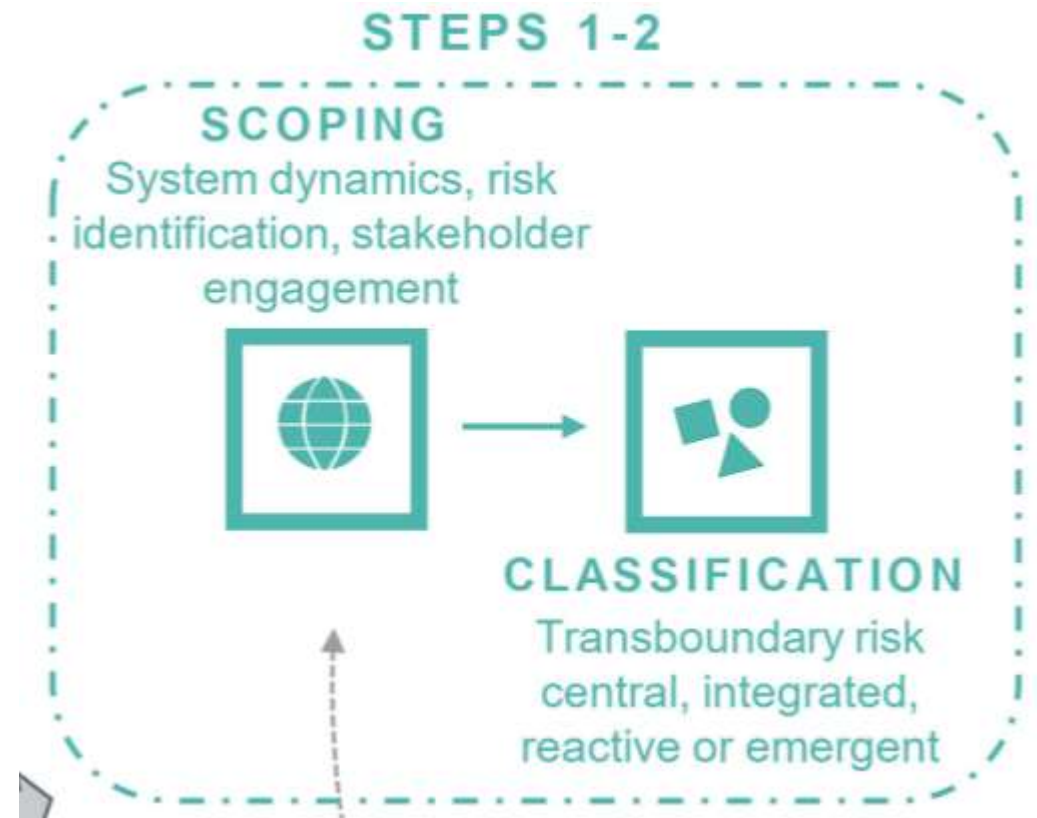 STEPS 1-2
SCOPING
System dynamics, risk
identification, stakeholder
engagement
CLASSIFICATION
Transboundary risk
central, integrated,
reactive or emergent